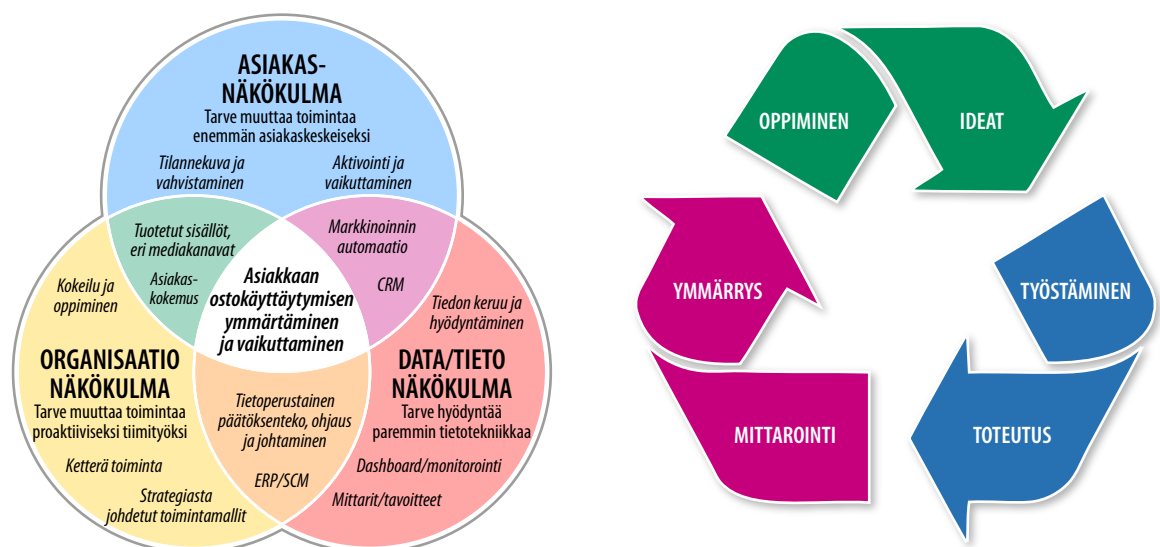 ASIAKAS-
NÄKÖKULMA
Tarve muuttaa toimintaa
enemmän asiakaskeskeiseksi
Tilannekuva ja
vahvistaminen
Aktivointi ja
vaikuttaminen
Tuotetut sisällöt,
eri mediakanavat
Asiakas-
kokemus
Markkinoinnin
automaatio
CRM
Asiakkaan
ostokäyttäytymisen
ymmärtäminen
ja vaikuttaminen
Kokeilu ja
oppiminen
ORGANISAATIO
NÄKÖKULMA
Tarve muuttaa toimintaa
proaktiiviseksi tiimityöksi
Ketterä toiminta
Strategiasta
johdetut toimintamallit
Tiedon keruu ja
hyödyntäminen
DATA/TIETO
NÄKÖKULMA
Tarve hyödyntää
paremmin tietotekniikkaa
Dashboard/monitorointi
Mittarit/tavoitteet
Tietoperustainen
päätöksenteko, ohjaus
ja johtaminen
ERP/SCM
OPPIMINEN
IDEAT
TYÖSTÄMINEN
TOTEUTUS
MITTAROINTI
YMMÄRRYS